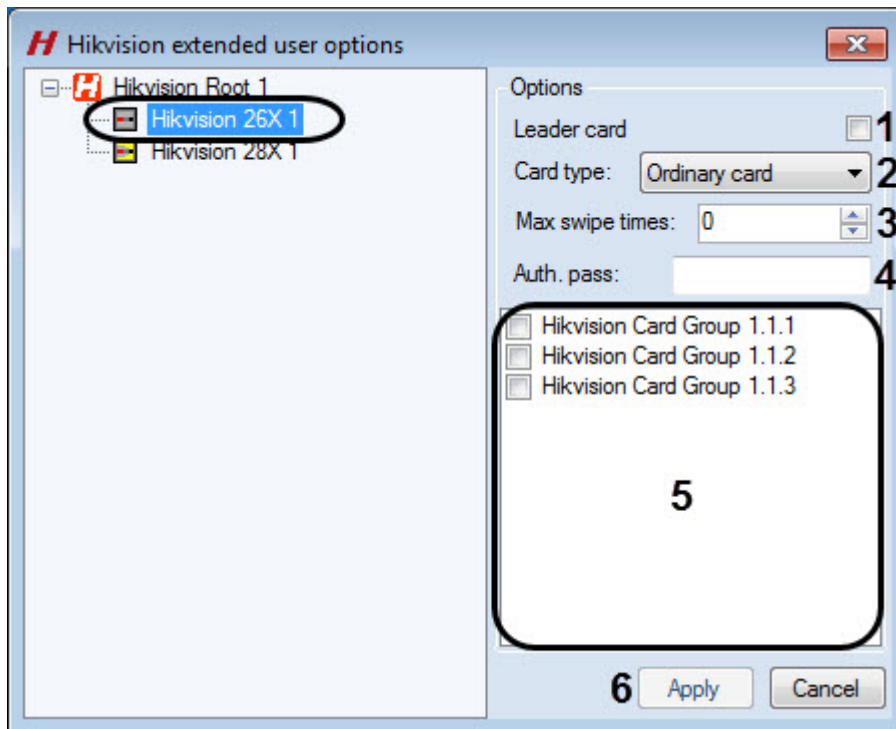 H Hikvision extended user options
Hikvision Root 1
Hikvision 26X 1
Hikvision 28X 1
Options
Leader card 1
Card type: Ordinary card 2
Max swipe times: 0 3
Auth. pass: 4
Hikvision Card Group 1.1.1
Hikvision Card Group 1.1.2
Hikvision Card Group 1.1.3
5
6 Apply Cancel